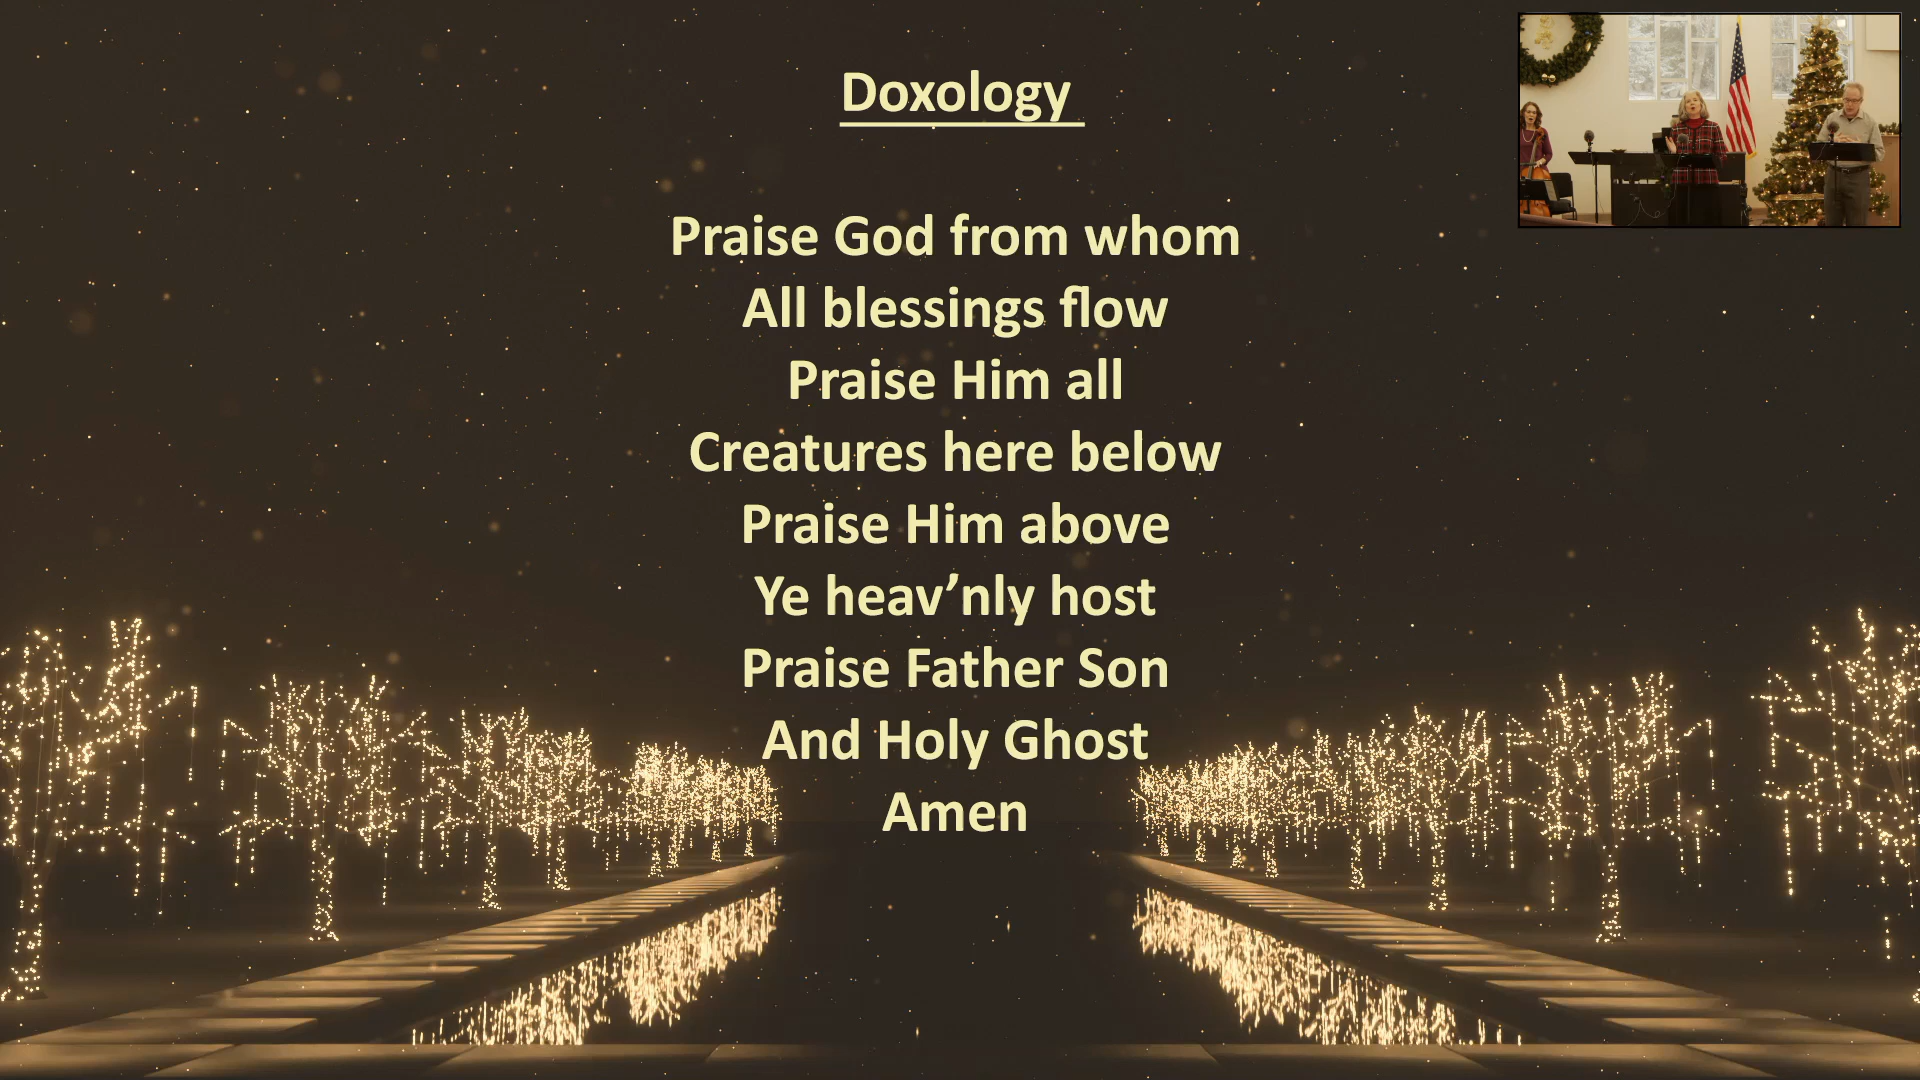 Doxology
Praise God from whom
All blessings flow
Praise Him all
Creatures here below
Praise Him above
Ye heav’nly host
Praise Father Son
And Holy Ghost
Amen